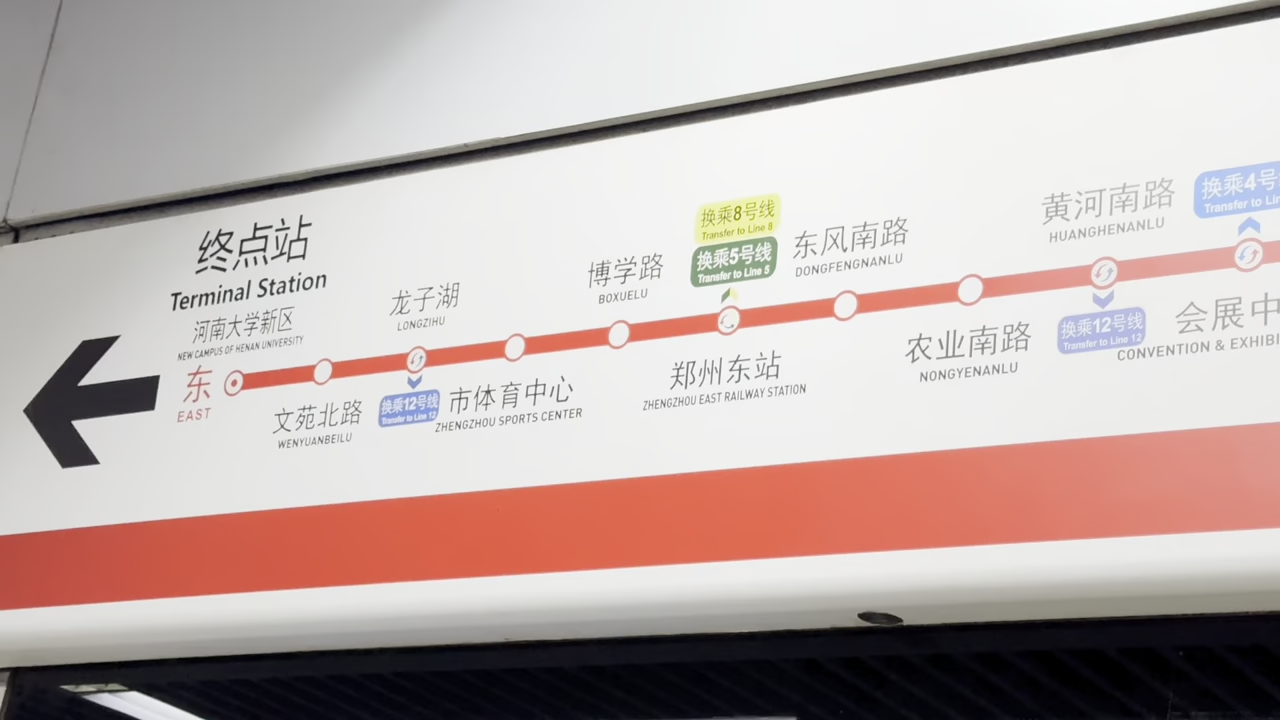 终点站
Terminal Station
河南大学新区
NEW CAMPUS OF HENAN UNIVERSITY
东
EAST
文苑北路
WENYUANBEILU
龙子湖
LONGZIHU
换乘12号线
Transfer to Line 12
市体育中心
ZHENGZHOU SPORTS CENTER
博学路
BOXUELU
换乘8号线
Transfer to Line 8
换乘5号线
Transfer to Line 5
郑州东站
ZHENGZHOU EAST RAILWAY STATION
东风南路
DONGFENGNANLU
农业南路
NONGYENANLU
黄河南路
HUANGHENANLU
换乘12号线
Transfer to Line 12
换乘4号
Transfer to
会展中
CONVENTION & EXHIBI